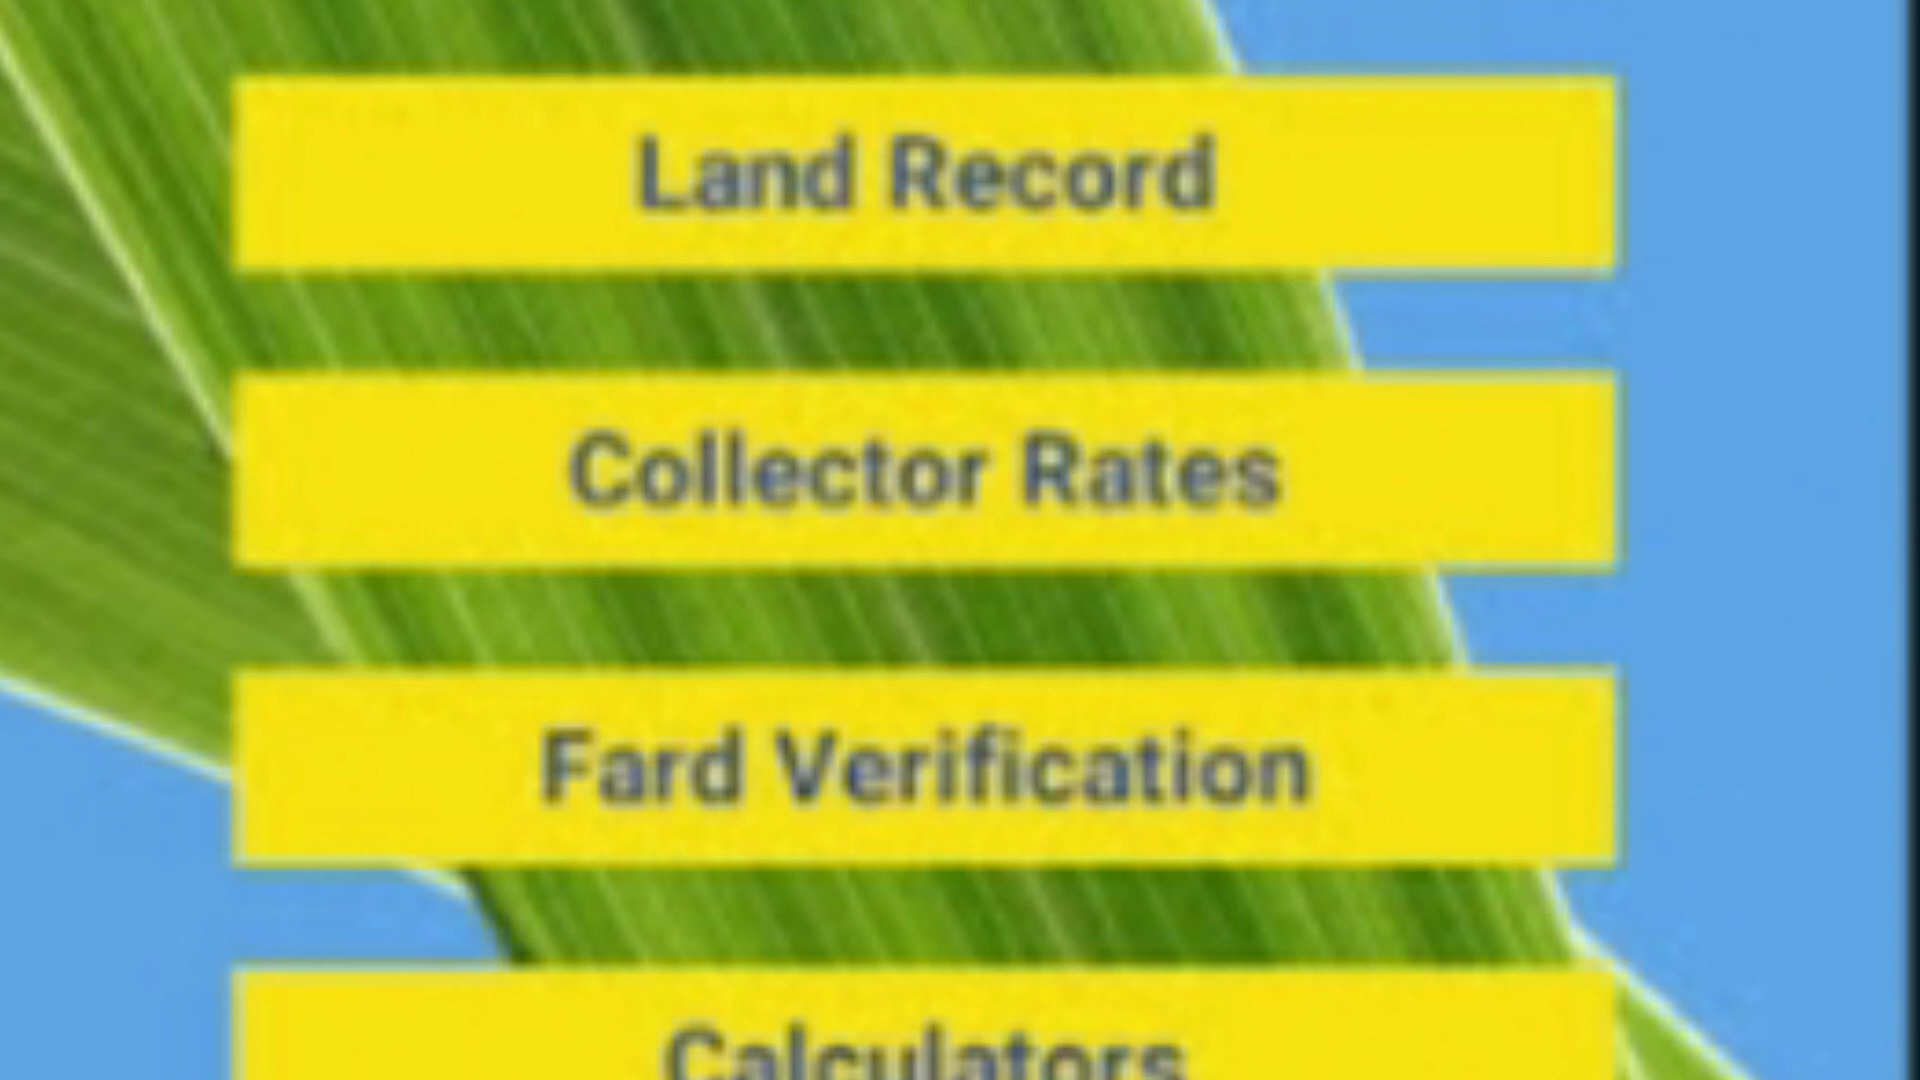 Land Record
Collector Rates
Fard Verification
Calculators